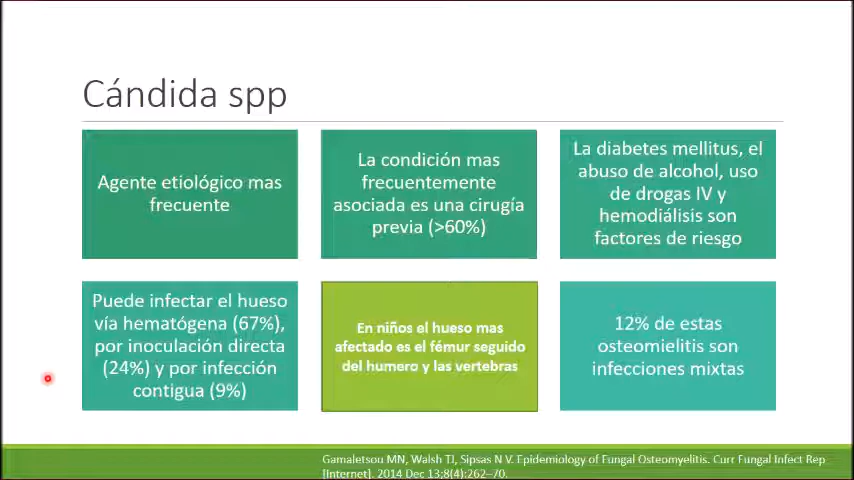 Cándida spp
Agente etiológico mas
frecuente
La condición mas
frecuentemente
asociada es una cirugía
previa (>60%)
La diabetes mellitus, el
abuso de alcohol, uso
de drogas IV y
hemodiálisis son
factores de riesgo
Puede infectar el hueso
vía hematógena (67%),
por inoculación directa
(24%) y por infección
contigua (9%)
En niños el hueso mas
afectado es el fémur seguido
del humero y las vertebras
12% de estas
osteomielitis son
infecciones mixtas
Gamaletsou MN, Walsh TJ, Sipsas N V. Epidemiology of Fungal Osteomyelitis. Curr Fungal Infect Rep
[Internet]. 2014 Dec 13;8(4):262–70.